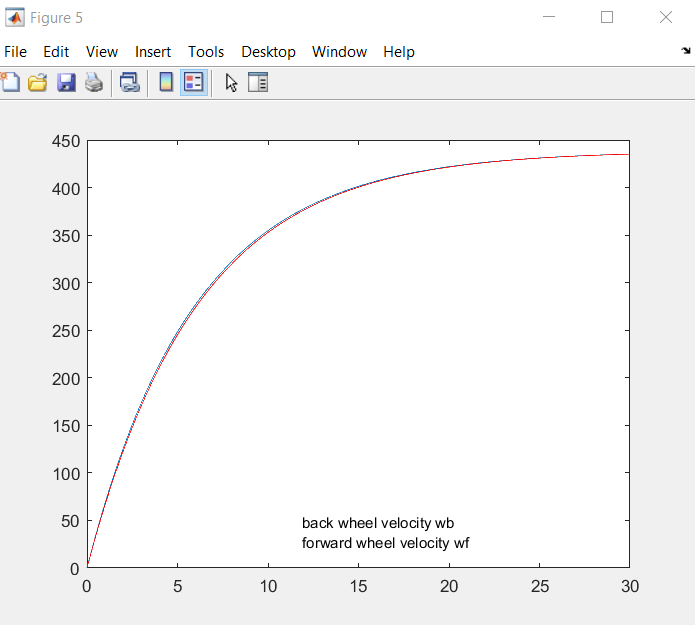 Figure 5
File Edit View Insert Tools Desktop Window Help
450
400
350
300
250
200
150
100
50
0
back wheel velocity wb
forward wheel velocity wf
0 5 10 15 20 25 30